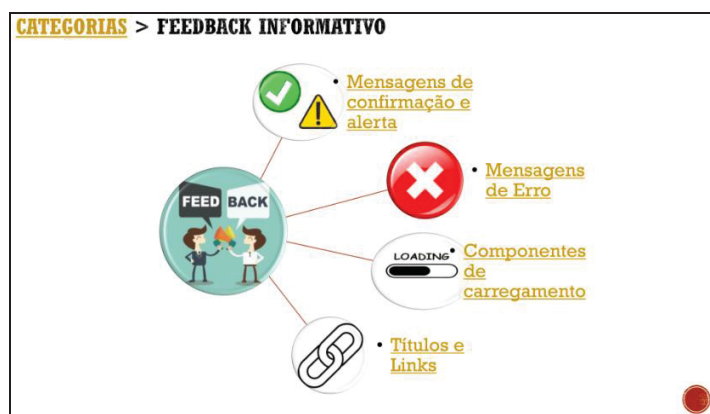 CATEGORIAS > FEEDBACK INFORMATIVO
• Mensagens de
confirmação e
alerta
FEED BACK
• Mensagens
de Erro
LOADING
• Componentes
de
carregamento
• Títulos e
Links